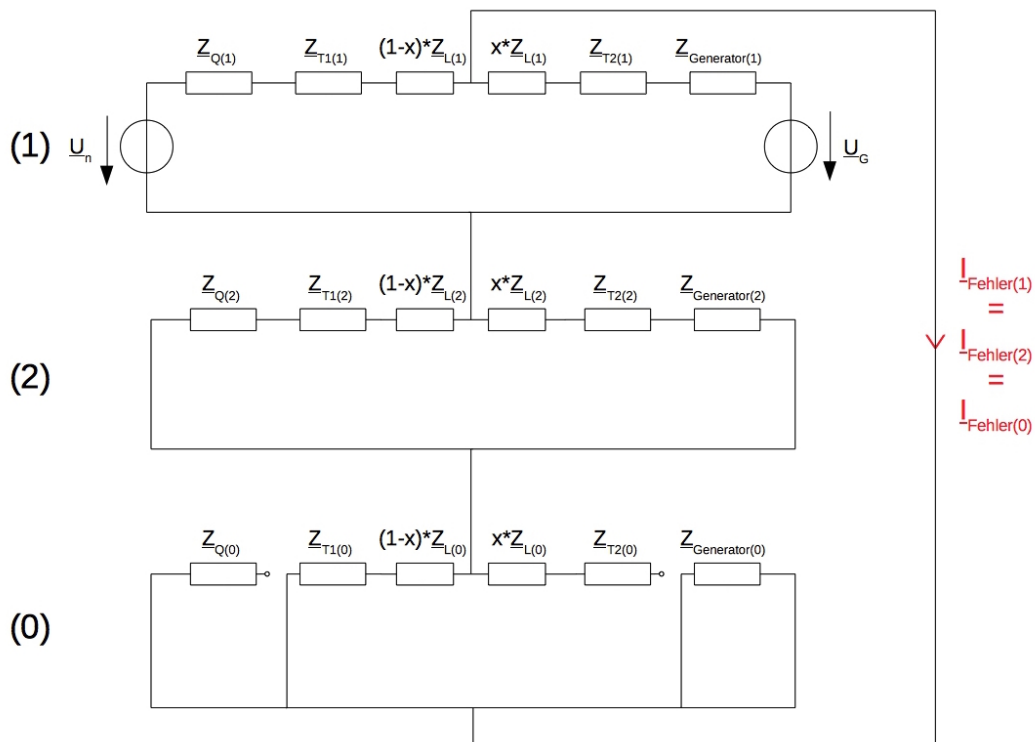 Z_Q(1) Z_T1(1) (1-x)*Z_L(1) x*Z_L(1) Z_T2(1) Z_Generator(1)
(1) U_n U_G
Z_Q(2) Z_T1(2) (1-x)*Z_L(2) x*Z_L(2) Z_T2(2) Z_Generator(2)
(2)
I_Fehler(1)
=
I_Fehler(2)
=
I_Fehler(0)
Z_Q(0) Z_T1(0) (1-x)*Z_L(0) x*Z_L(0) Z_T2(0) Z_Generator(0)
(0)